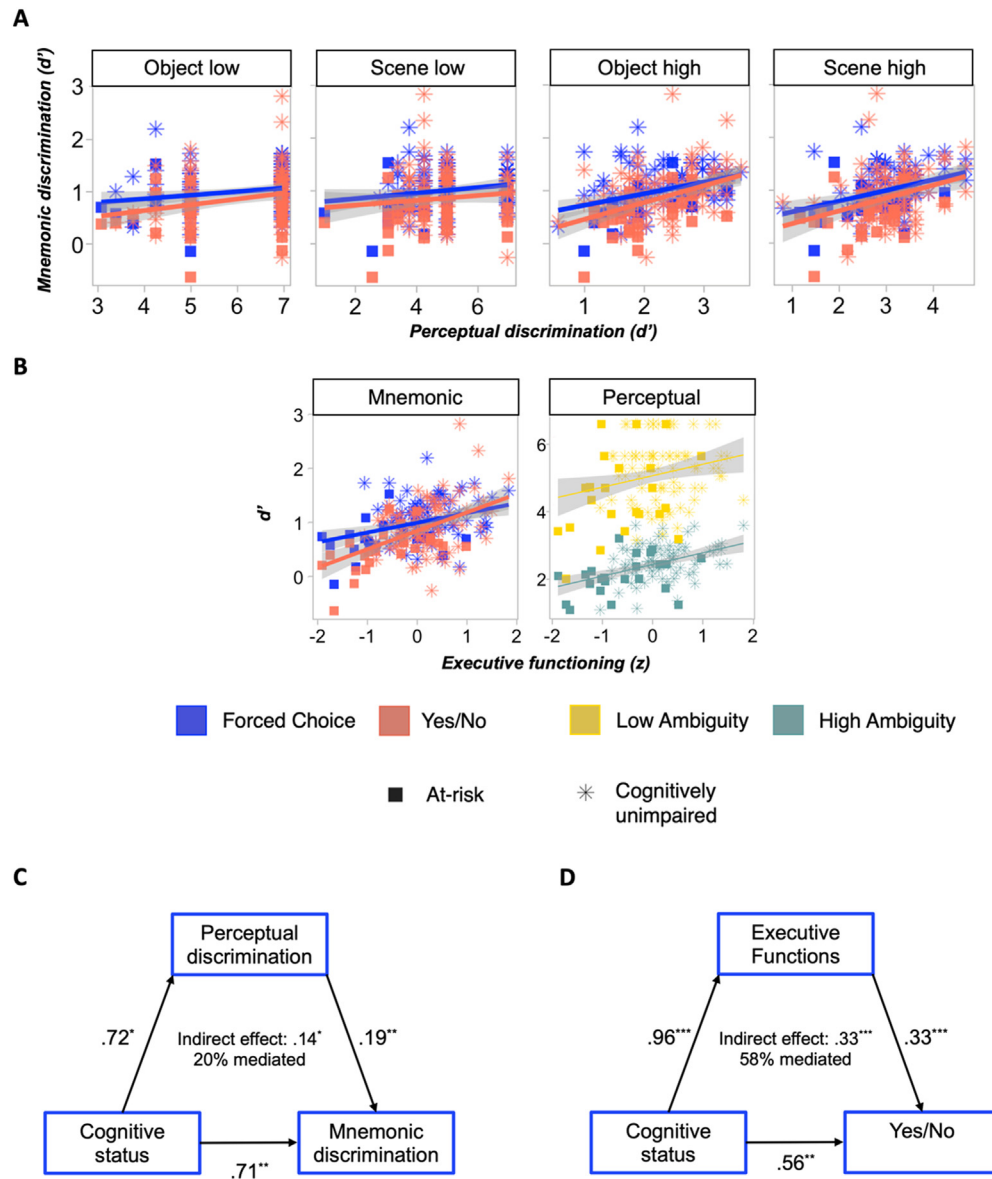 A
Object low
Scene low
Object high
Scene high
Mnemonic discrimination (d’)
3
2
1
0
3 4 5 6 7
2 4 6
1 2 3
1 2 3 4
Perceptual discrimination (d’)
B
Mnemonic
Perceptual
d’
3
2
1
0
6
4
2
-2 -1 0 1 2
-2 -1 0 1 2
Executive functioning (z)
Forced Choice
Yes/No
Low Ambiguity
High Ambiguity
At-risk
Cognitively
unimpaired
C
Perceptual
discrimination
.72*
Indirect effect: .14*
20% mediated
.19**
Cognitive
status
Mnemonic
discrimination
.71**
D
Executive
Functions
.96***
Indirect effect: .33***
58% mediated
.33***
Cognitive
status
Yes/No
.56**